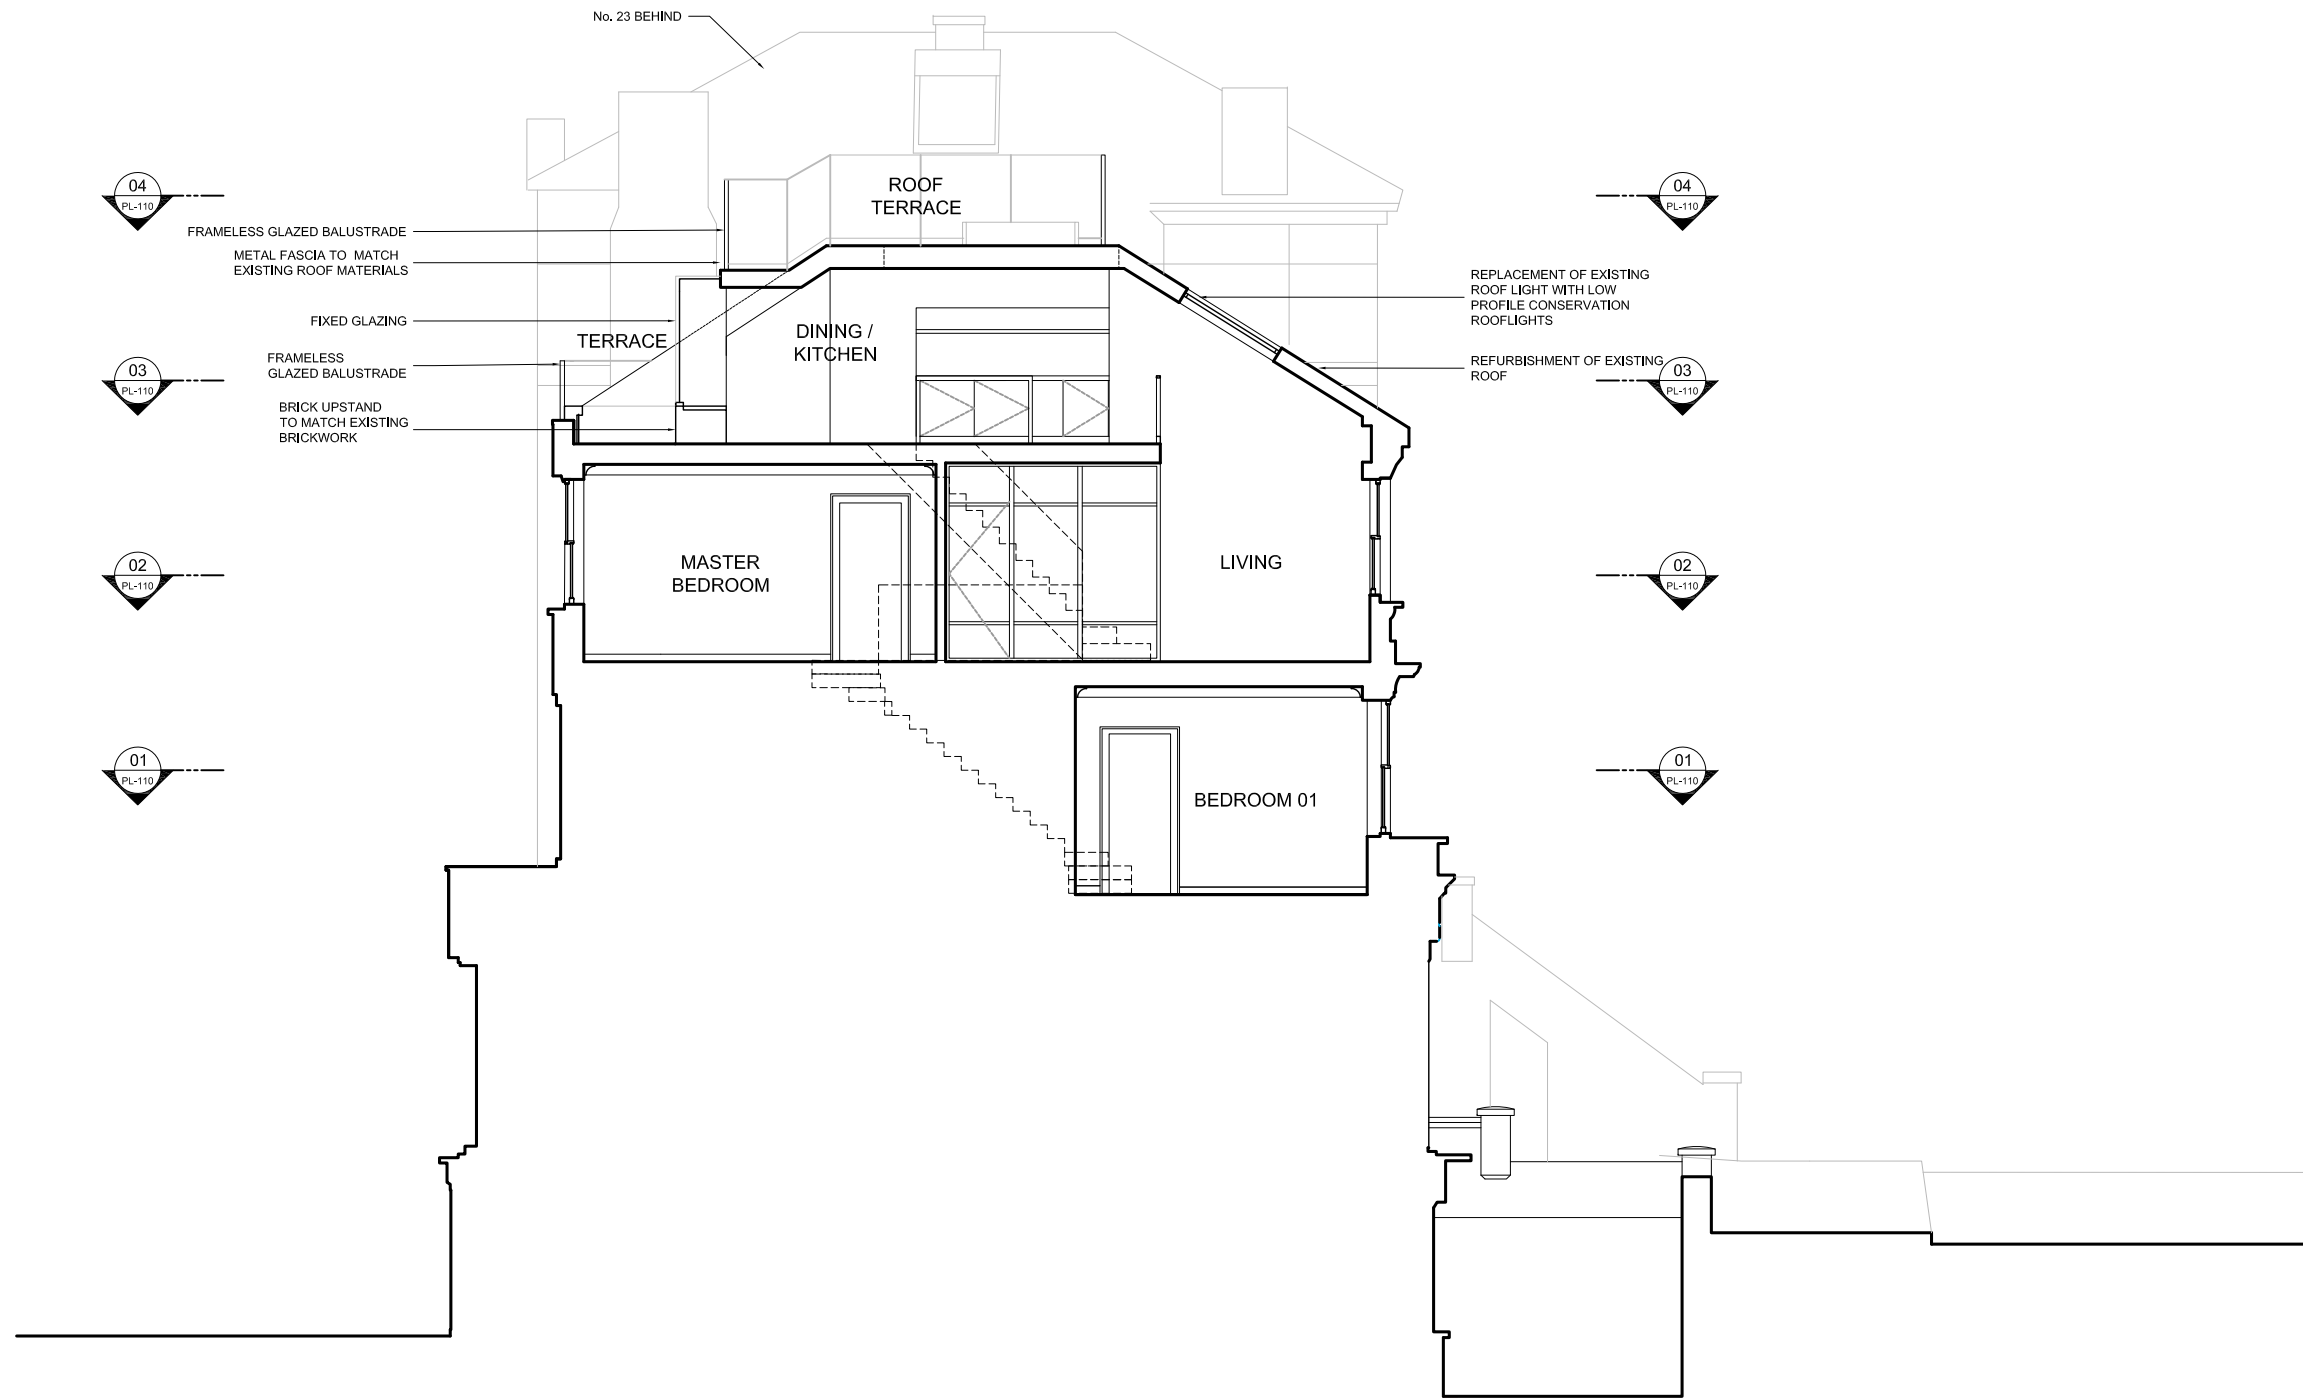 No. 23 BEHIND
04
PL-110
04
PL-110
ROOF
TERRACE
FRAMELESS GLAZED BALUSTRADE
METAL FASCIA TO MATCH
EXISTING ROOF MATERIALS
REPLACEMENT OF EXISTING
ROOF LIGHT WITH LOW
PROFILE CONSERVATION
ROOFLIGHTS
FIXED GLAZING
TERRACE
DINING /
KITCHEN
FRAMELESS
GLAZED BALUSTRADE
REFURBISHMENT OF EXISTING
ROOF
03
PL-110
03
PL-110
BRICK UPSTAND
TO MATCH EXISTING
BRICKWORK
02
PL-110
MASTER
BEDROOM
LIVING
02
PL-110
01
PL-110
BEDROOM 01
01
PL-110